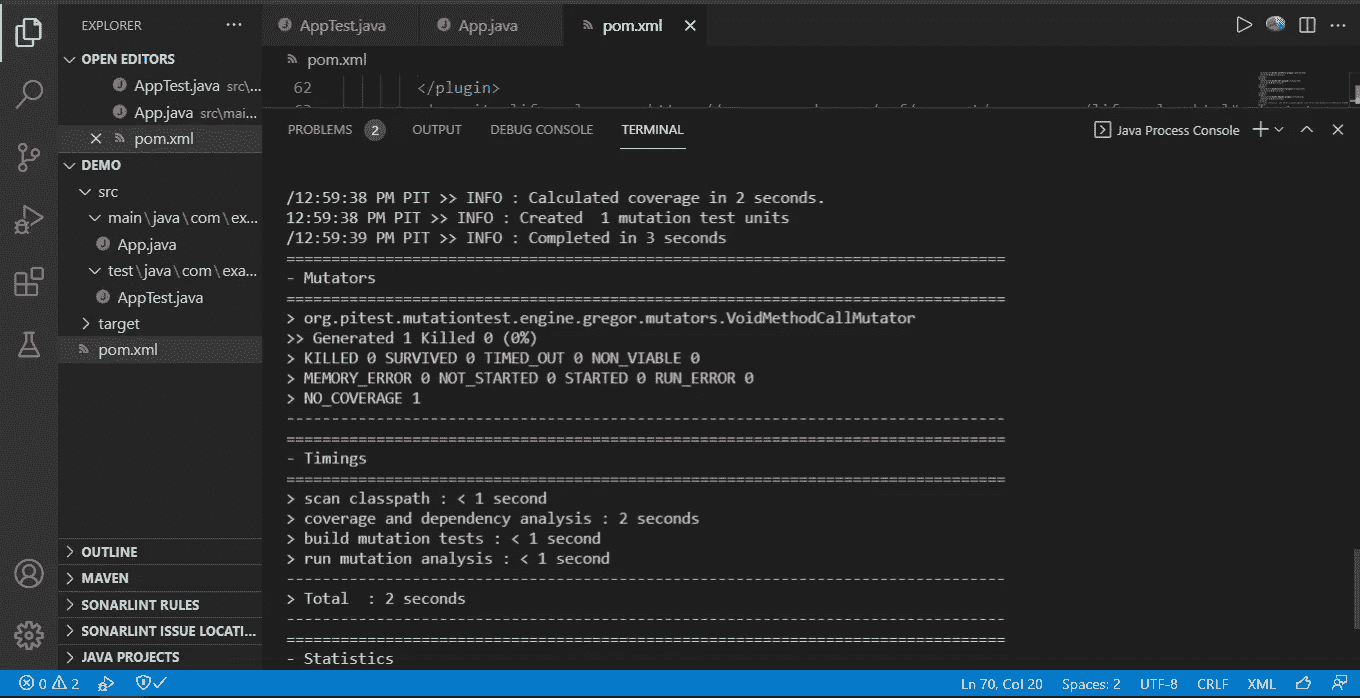 EXPLORER
OPEN EDITORS
AppTest.java src\...
App.java src\mai...
pom.xml
DEMO
src
main\java\com\ex...
App.java
test\java\com\exa...
AppTest.java
target
pom.xml
OUTLINE
MAVEN
SONARLINT RULES
SONARLINT ISSUE LOCATI...
JAVA PROJECTS
AppTest.java App.java pom.xml
pom.xml
62 </plugin>
PROBLEMS 2 OUTPUT DEBUG CONSOLE TERMINAL Java Process Console
/12:59:38 PM PIT >> INFO : Calculated coverage in 2 seconds.
12:59:38 PM PIT >> INFO : Created  1 mutation test units
/12:59:39 PM PIT >> INFO : Completed in 3 seconds
================================================================================
- Mutators
================================================================================
> org.pitest.mutationtest.engine.gregor.mutators.VoidMethodCallMutator
>> Generated 1 Killed 0 (0%)
> KILLED 0 SURVIVED 0 TIMED_OUT 0 NON_VIABLE 0
> MEMORY_ERROR 0 NOT_STARTED 0 STARTED 0 RUN_ERROR 0
> NO_COVERAGE 1
--------------------------------------------------------------------------------
================================================================================
- Timings
================================================================================
> scan classpath : < 1 second
> coverage and dependency analysis : 2 seconds
> build mutation tests : < 1 second
> run mutation analysis : < 1 second
--------------------------------------------------------------------------------
> Total  : 2 seconds
--------------------------------------------------------------------------------
================================================================================
- Statistics
0 2 Ln 70, Col 20 Spaces: 2 UTF-8 CRLF XML